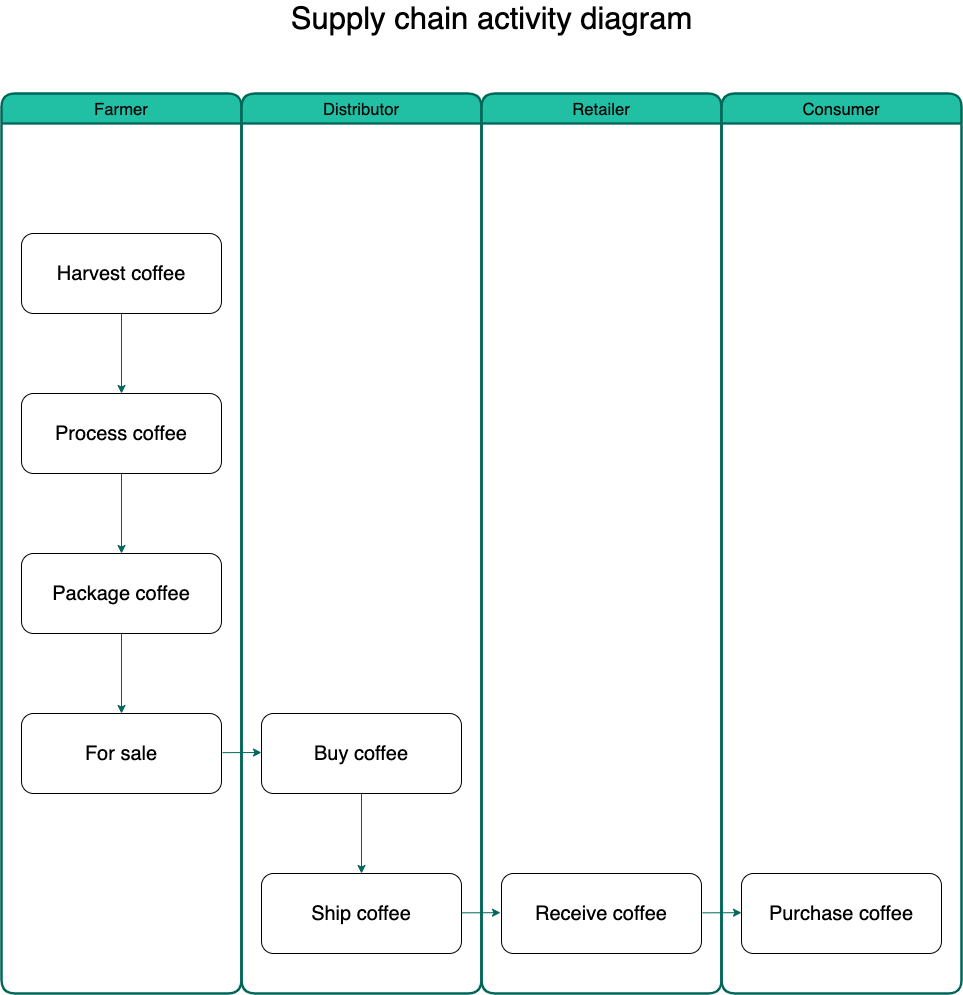 Supply chain activity diagram
Farmer
Distributor
Retailer
Consumer
Harvest coffee
Process coffee
Package coffee
For sale
Buy coffee
Ship coffee
Receive coffee
Purchase coffee